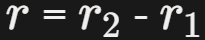 r = r₂ - r₁